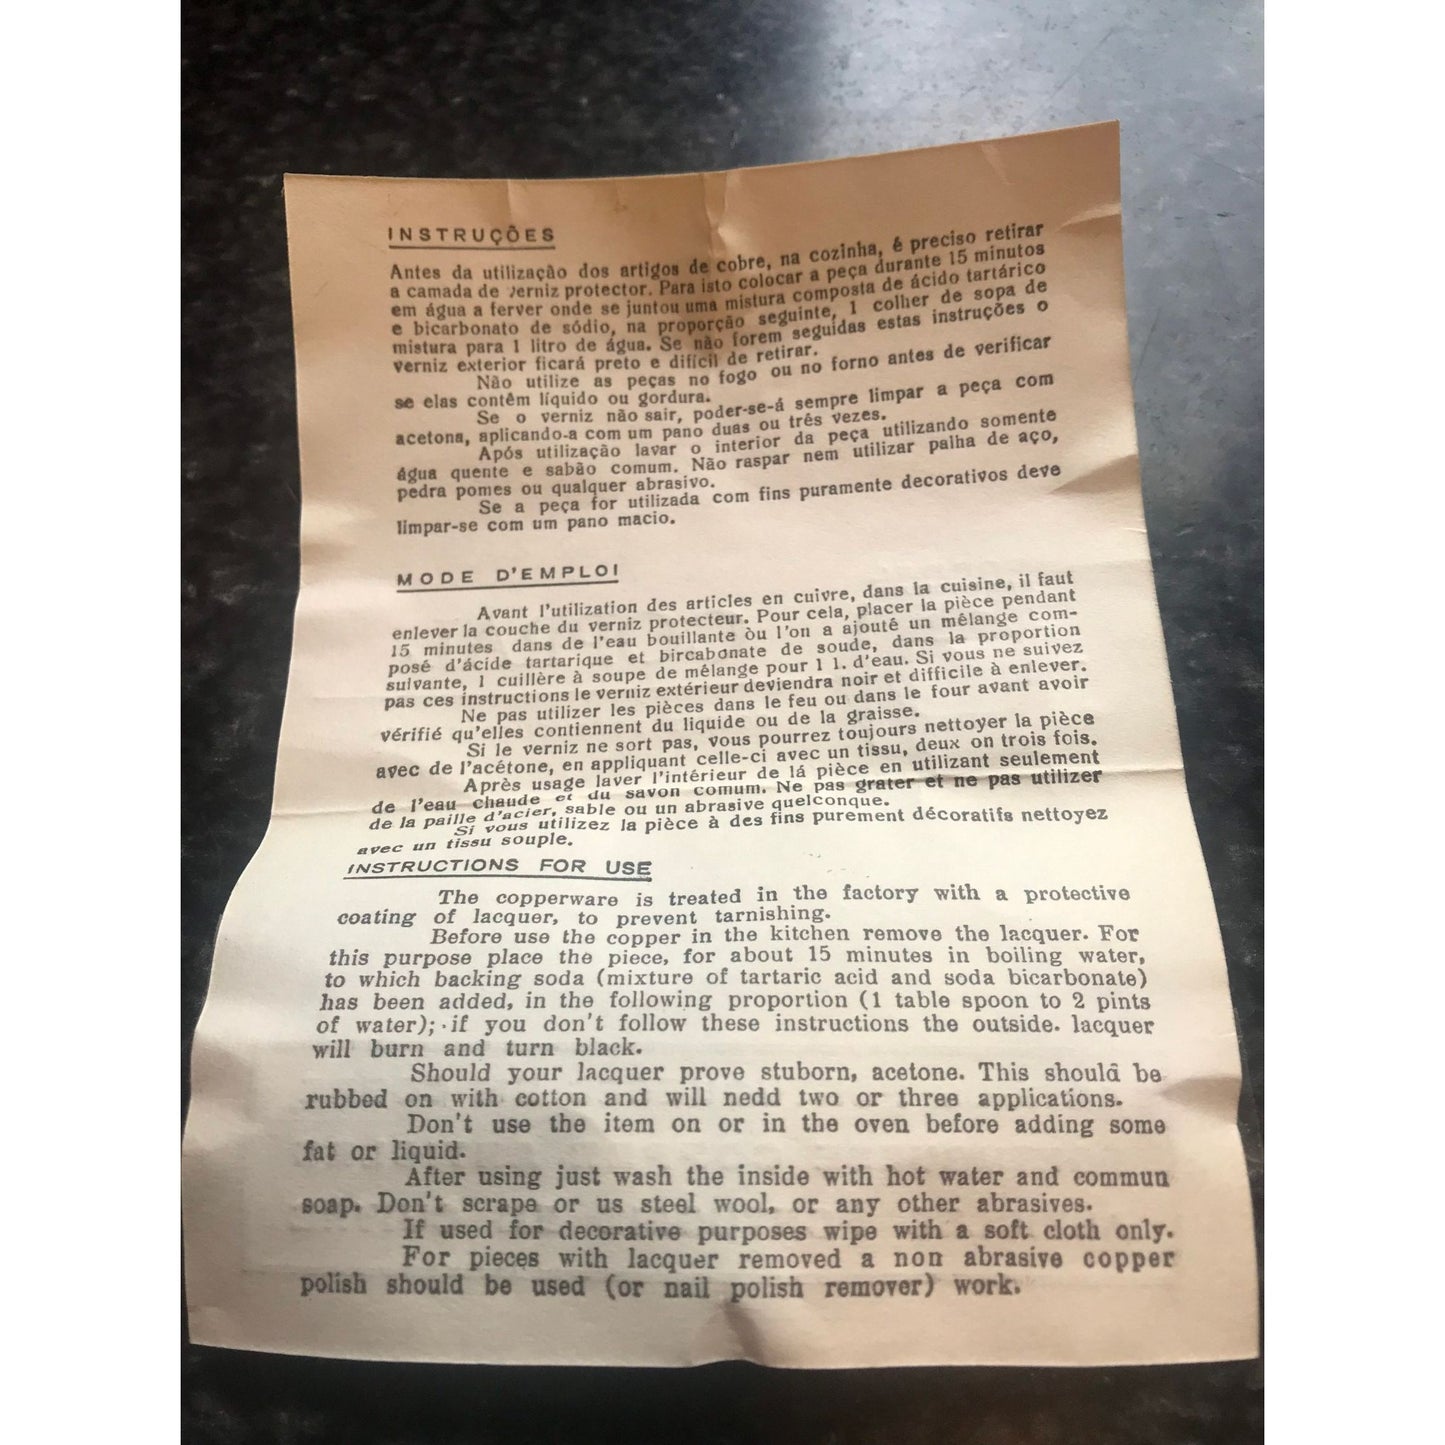 INSTRUÇÕES
Antes da utilização dos artigos de cobre, na cozinha, é preciso retirar
a camada de verniz protector. Para isto colocar a peça durante 15 minutos
em água a ferver onde se juntou uma mistura composta de ácido tartárico
e bicarbonato de sódio, na proporção seguinte, 1 colher de sopa de
mistura para 1 litro de água. Se não forem seguidas estas instruções o
verniz exterior ficará preto e difícil de retirar.
Não utilize as peças no fogo ou no forno antes de verificar
se elas contêm líquido ou gordura.
Se o verniz não sair, poder-se-á sempre limpar a peça com
acetona, aplicando-a com um pano duas ou três vezes.
Após utilização lavar o interior da peça utilizando somente
água quente e sabão comum. Não raspar nem utilizar palha de aço,
pedra pomes ou qualquer abrasivo.
Se a peça for utilizada com fins puramente decorativos deve
limpar-se com um pano macio.
MODE D'EMPLOI
Avant l'utilization des articles en cuivre, dans la cuisine, il faut
enlever la couche du verniz protecteur. Pour cela, placer la pièce pendant
15 minutes dans de l'eau bouillante òu l'on a ajouté un mélange com-
posé d'ácide tartarique et bircabonate de soude, dans la proportion
suivante, 1 cuillère à soupe de mélange pour 1 l. d'eau. Si vous ne suivez
pas ces instructions le verniz extérieur deviendra noir et difficile à enlever.
Ne pas utilizer les pièces dans le feu ou dans le four avant avoir
vérifié qu'elles contiennent du liquide ou de la graisse.
Si le verniz ne sort pas, vous pourrez toujours nettoyer la pièce
avec de l'acétone, en appliquant celle-ci avec un tissu, deux on trois fois.
Après usage laver l'intérieur de lá pièce en utilizant seulement
de l'eau chaude et du savon comum. Ne pas grater et ne pas utilizer
de la paille d'acier, sable ou un abrasive quelconque.
Si vous utilizez la pièce à des fins purement décoratifs nettoyez
avec un tissu souple.
INSTRUCTIONS FOR USE
The copperware is treated in the factory with a protective
coating of lacquer, to prevent tarnishing.
Before use the copper in the kitchen remove the lacquer. For
this purpose place the piece, for about 15 minutes in boiling water,
to which backing soda (mixture of tartaric acid and soda bicarbonate)
has been added, in the following proportion (1 table spoon to 2 pints
of water); if you don't follow these instructions the outside. lacquer
will burn and turn black.
Should your lacquer prove stuborn, acetone. This should be
rubbed on with cotton and will nedd two or three applications.
Don't use the item on or in the oven before adding some
fat or liquid.
After using just wash the inside with hot water and commun
soap. Don't scrape or us steel wool, or any other abrasives.
If used for decorative purposes wipe with a soft cloth only.
For pieces with lacquer removed a non abrasive copper
polish should be used (or nail polish remover) work.